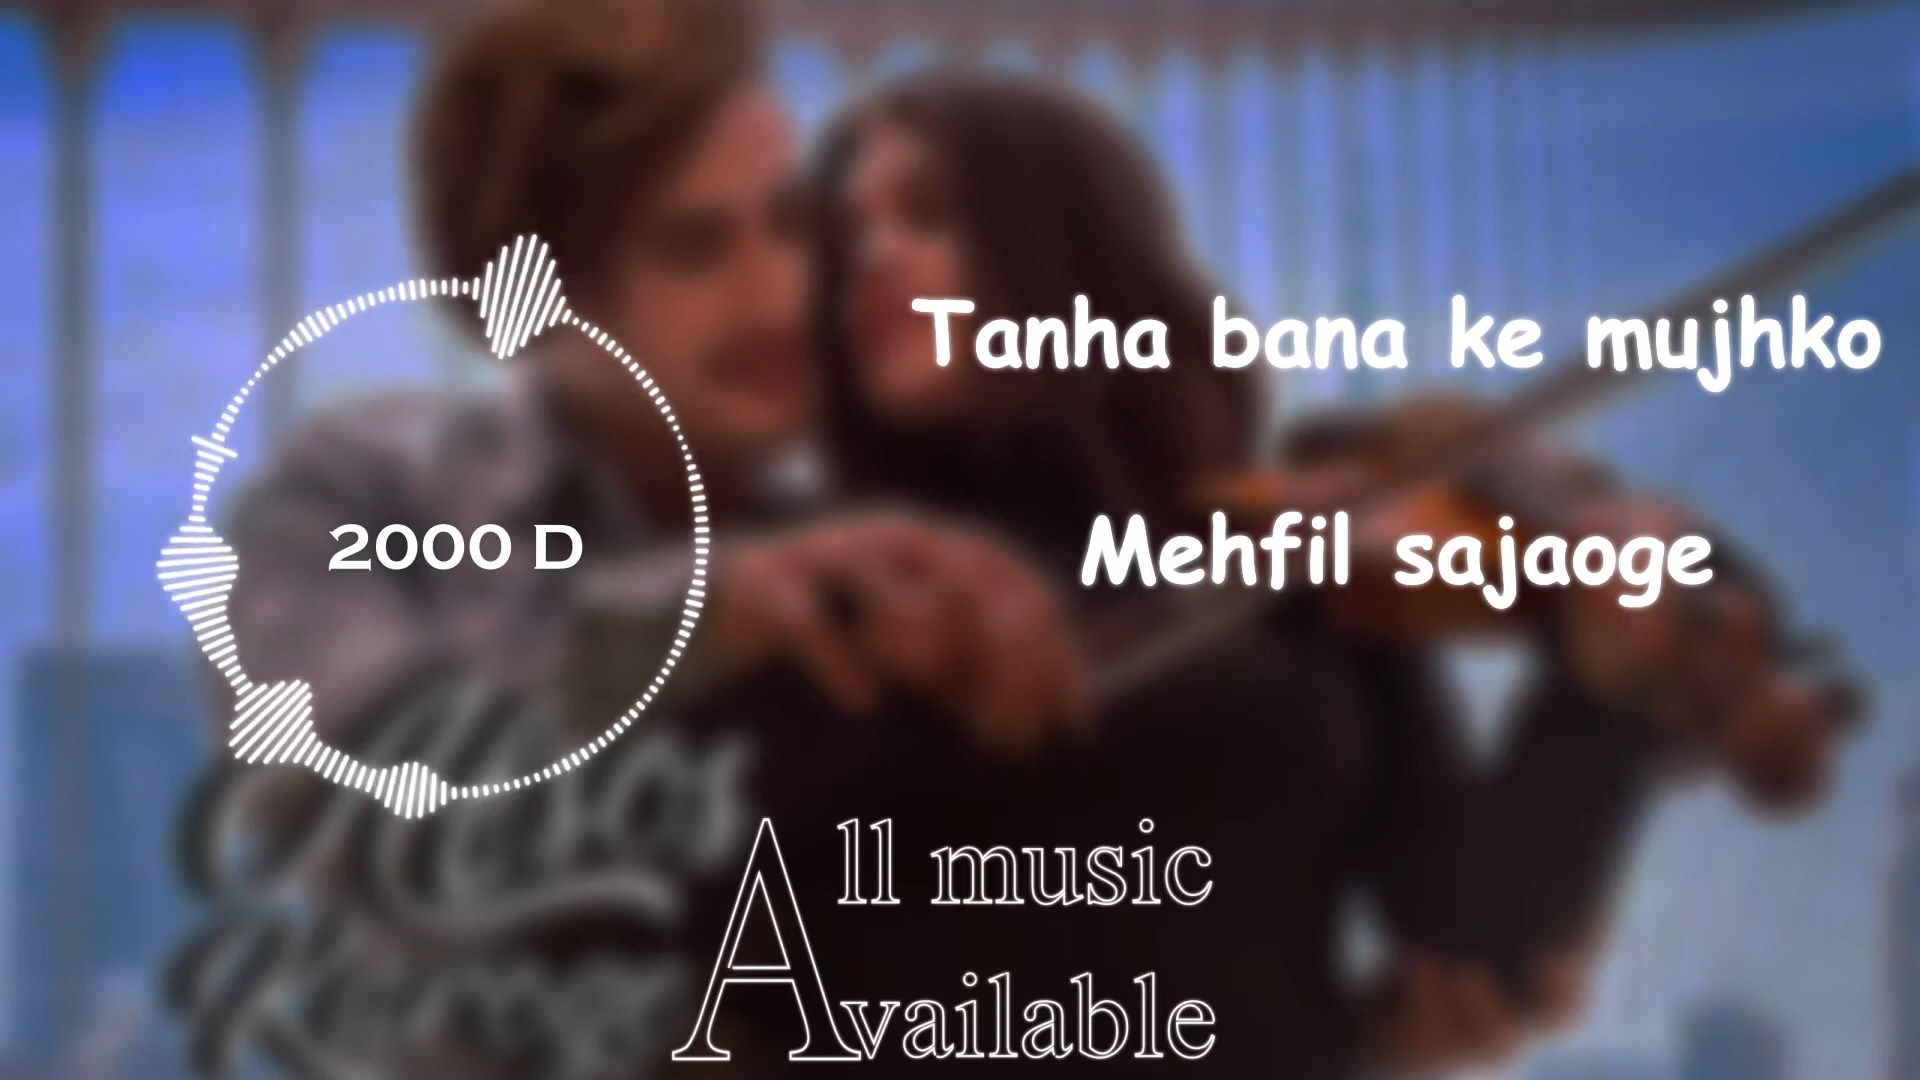 Tanha bana ke mujhko
Mehfil sajaoge
2000 D
All music
Available